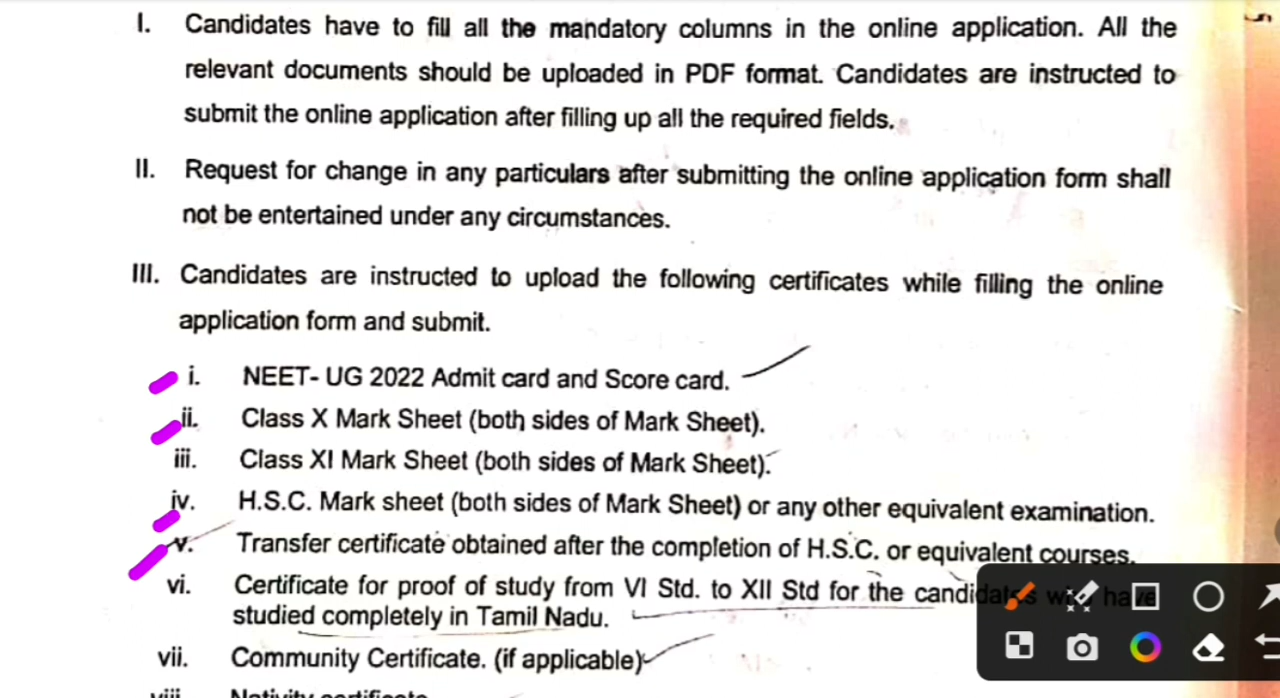 I. Candidates have to fill all the mandatory columns in the online application. All the
relevant documents should be uploaded in PDF format. Candidates are instructed to
submit the online application after filling up all the required fields.
II. Request for change in any particulars after submitting the online application form shall
not be entertained under any circumstances.
III. Candidates are instructed to upload the following certificates while filling the online
application form and submit.
i. NEET- UG 2022 Admit card and Score card.
ii. Class X Mark Sheet (both sides of Mark Sheet).
iii. Class XI Mark Sheet (both sides of Mark Sheet).
iv. H.S.C. Mark sheet (both sides of Mark Sheet) or any other equivalent examination.
v. Transfer certificate obtained after the completion of H.S.C. or equivalent courses.
vi. Certificate for proof of study from VI Std. to XII Std for the candidates who have
studied completely in Tamil Nadu.
vii. Community Certificate. (if applicable)
viii. Nativity certificate